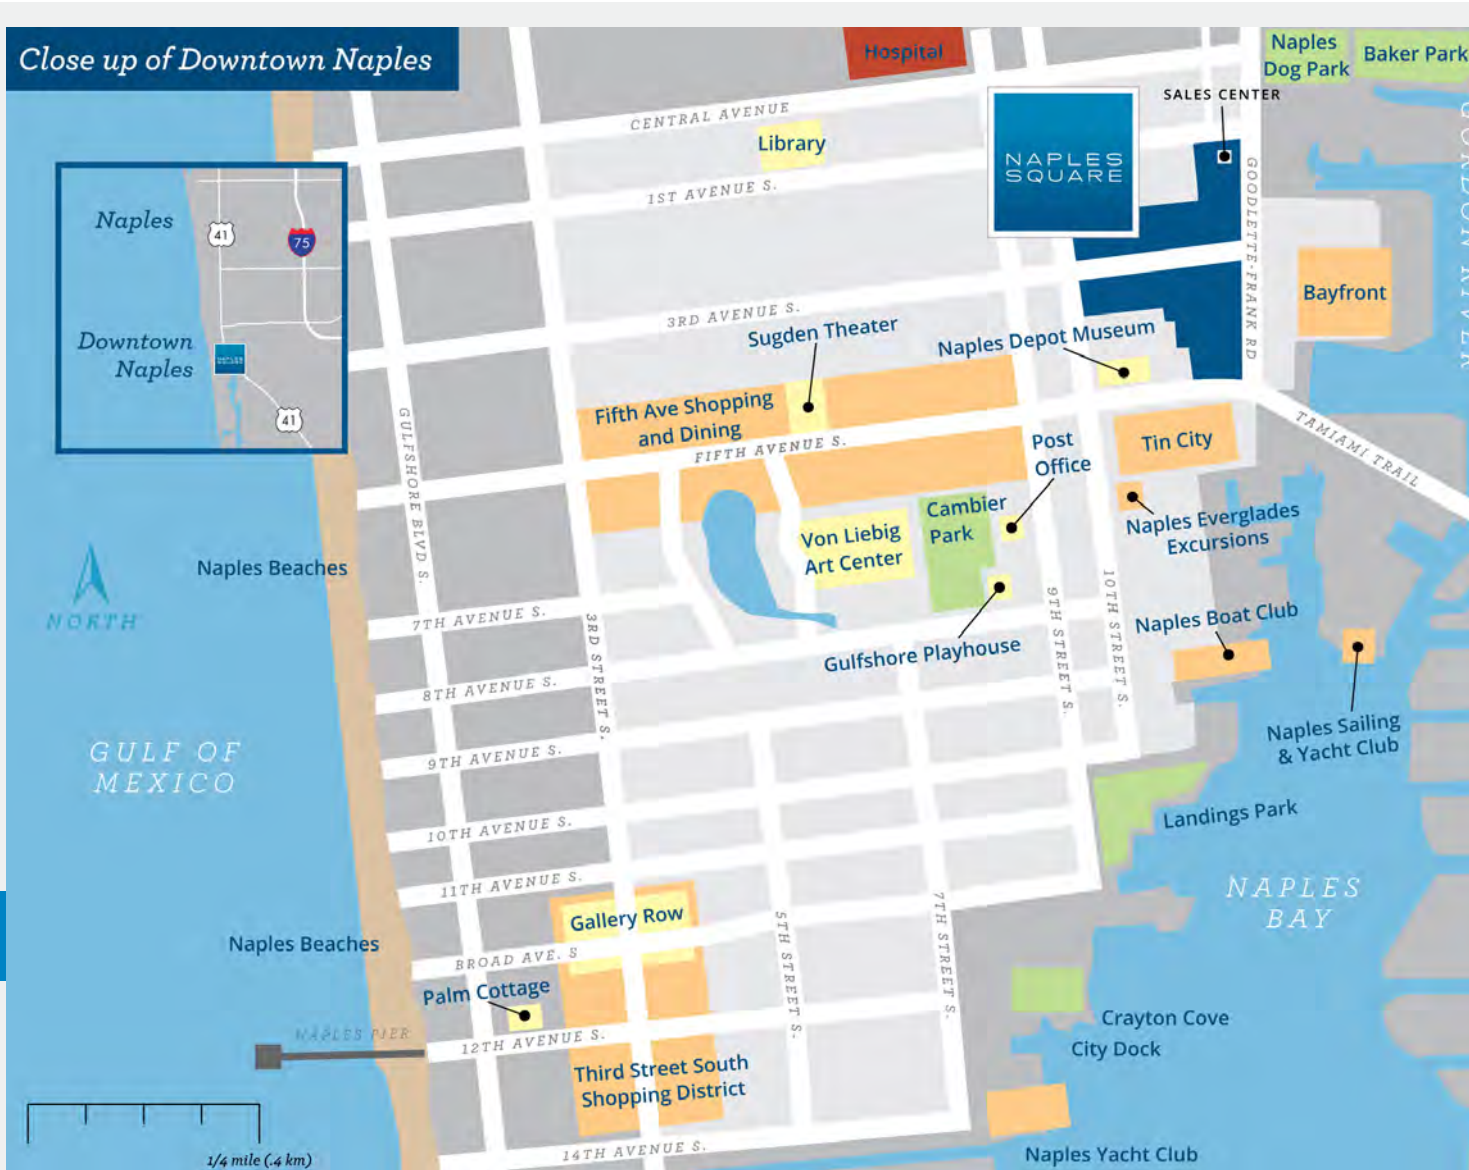 Close up of Downtown Naples
Hospital
Naples
Dog Park
Baker Park
SALES CENTER
CENTRAL AVENUE
Library
NAPLES
SQUARE
1ST AVENUE S.
GOODLETTE-FRANK RD
GORDON RIVER
Naples
41
75
Downtown
Naples
NAPLES
SQUARE
41
Bayfront
3RD AVENUE S.
Sugden Theater
Naples Depot Museum
Fifth Ave Shopping
and Dining
FIFTH AVENUE S.
GULFSHORE BLVD S.
Post
Office
Tin City
TAMIAMI TRAIL
Cambier
Park
Von Liebig
Art Center
Naples Everglades
Excursions
Naples Beaches
NORTH
7TH AVENUE S.
3RD STREET S.
9TH STREET S.
10TH STREET S.
Naples Boat Club
Gulfshore Playhouse
8TH AVENUE S.
Naples Sailing
& Yacht Club
GULF OF
MEXICO
9TH AVENUE S.
10TH AVENUE S.
Landings Park
11TH AVENUE S.
NAPLES
BAY
Gallery Row
5TH STREET S.
7TH STREET S.
Naples Beaches
BROAD AVE. S
Palm Cottage
NAPLES PIER
12TH AVENUE S.
Crayton Cove
City Dock
Third Street South
Shopping District
14TH AVENUE S.
Naples Yacht Club
1/4 mile (.4 km)